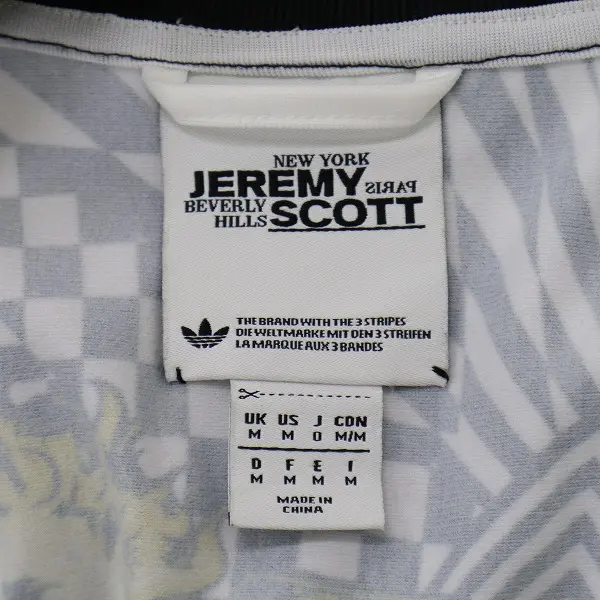 NEW YORK
JEREMY PARIS
BEVERLY HILLS SCOTT
THE BRAND WITH THE 3 STRIPES
DIE WELTMARKE MIT DEN 3 STREIFEN
LA MARQUE AUX 3 BANDES
UK US J CDN
M M O M/M
D F E I
M M M M
MADE IN
CHINA